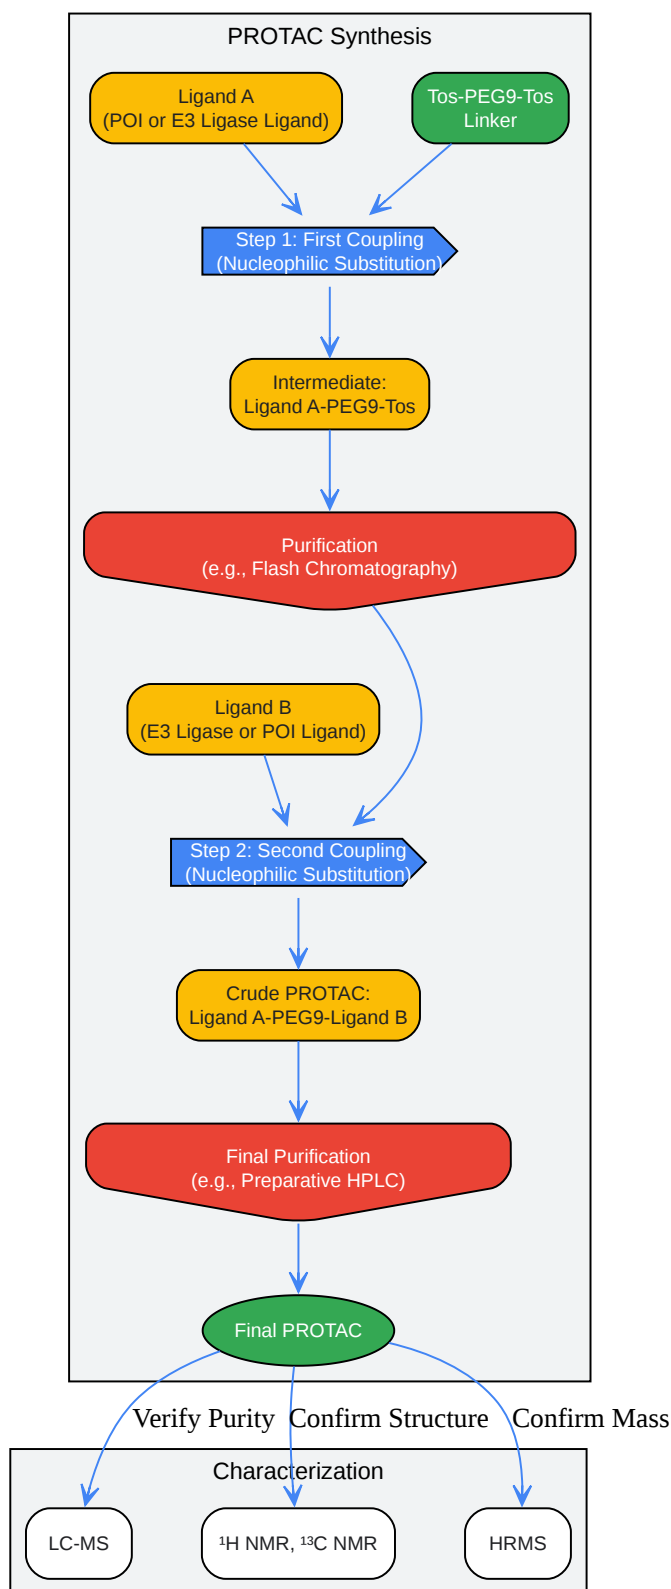 PROTAC Synthesis
Ligand A
(POI or E3 Ligase Ligand)
Tos-PEG9-Tos
Linker
Step 1: First Coupling
(Nucleophilic Substitution)
Intermediate:
Ligand A-PEG9-Tos
Purification
(e.g., Flash Chromatography)
Ligand B
(E3 Ligase or POI Ligand)
Step 2: Second Coupling
(Nucleophilic Substitution)
Crude PROTAC:
Ligand A-PEG9-Ligand B
Final Purification
(e.g., Preparative HPLC)
Final PROTAC
Verify Purity
Confirm Structure
Confirm Mass
Characterization
LC-MS
¹H NMR, ¹³C NMR
HRMS